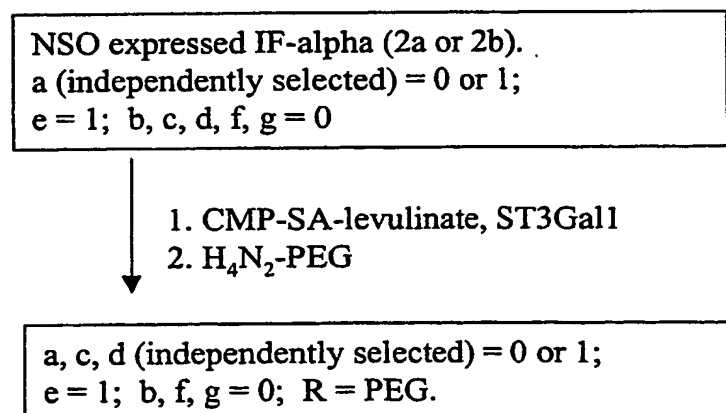 NSO expressed IF-alpha (2a or 2b).
a (independently selected) = 0 or 1;
e = 1; b, c, d, f, g = 0
1. CMP-SA-levulinate, ST3Gal1
2. H₄N₂-PEG
a, c, d (independently selected) = 0 or 1;
e = 1; b, f, g = 0; R = PEG.